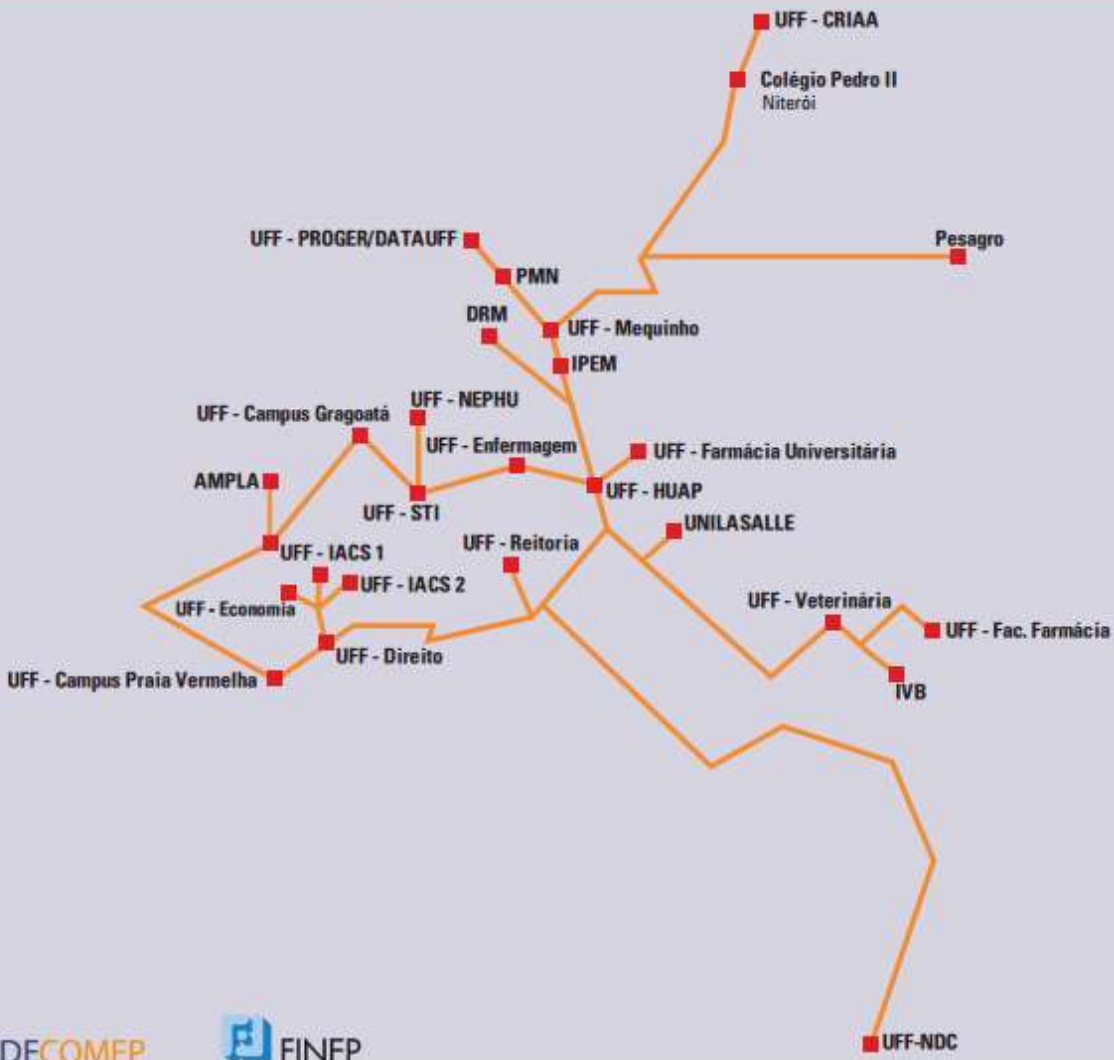 UFF - CRIAA
Colégio Pedro II
Niterói
UFF - PROGER/DATAUFF
Pesagro
PMN
DRM
UFF - Mequinho
IPEM
UFF - NEPHU
UFF - Campus Gragoatá
UFF - Enfermagem
UFF - Farmácia Universitária
AMPLA
UFF - HUAP
UFF - STI
UNILASALLE
UFF - Reitoria
UFF - IACS 1
UFF - IACS 2
UFF - Economia
UFF - Veterinária
UFF - Fac. Farmácia
UFF - Direito
UFF - Campus Praia Vermelha
IVB
UFF-NDC
DECOMEP
FINEP